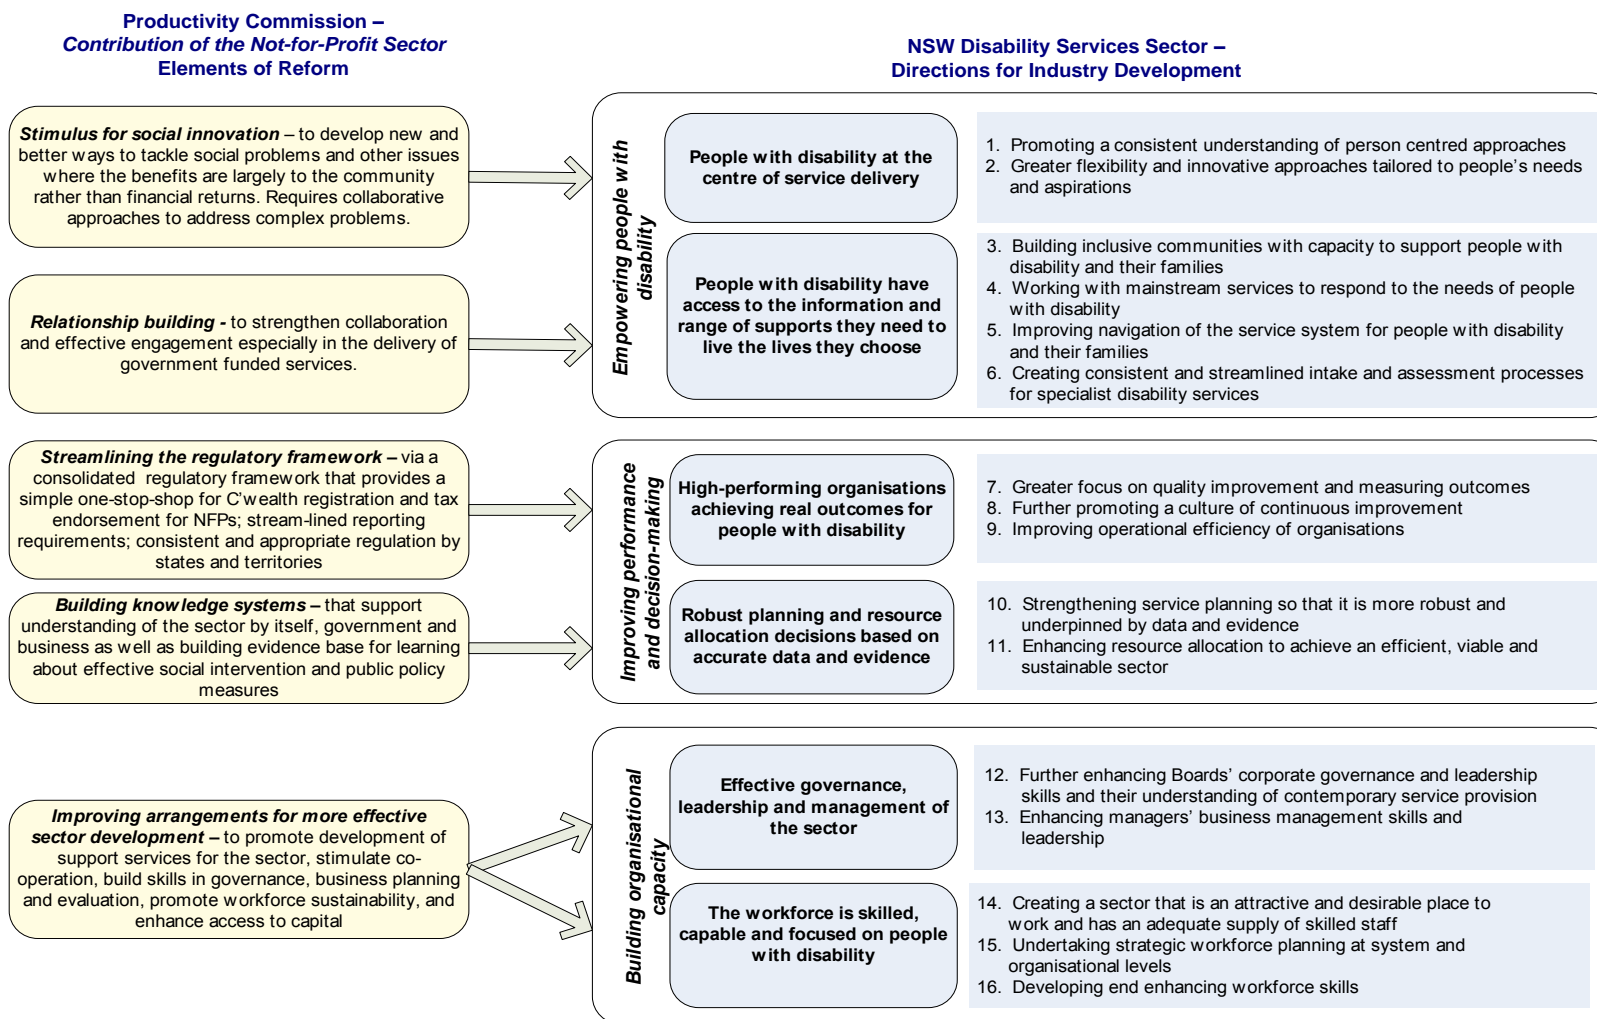 Productivity Commission –
Contribution of the Not-for-Profit Sector
Elements of Reform
NSW Disability Services Sector –
Directions for Industry Development
Stimulus for social innovation – to develop new and
better ways to tackle social problems and other issues
where the benefits are largely to the community
rather than financial returns. Requires collaborative
approaches to address complex problems.
Relationship building - to strengthen collaboration
and effective engagement especially in the delivery of
government funded services.
Empowering people with
disability
People with disability at the
centre of service delivery
1. Promoting a consistent understanding of person centred approaches
2. Greater flexibility and innovative approaches tailored to people's needs
and aspirations
People with disability have
access to the information and
range of supports they need to
live the lives they choose
3. Building inclusive communities with capacity to support people with
disability and their families
4. Working with mainstream services to respond to the needs of people
with disability
5. Improving navigation of the service system for people with disability
and their families
6. Creating consistent and streamlined intake and assessment processes
for specialist disability services
Streamlining the regulatory framework – via a
consolidated regulatory framework that provides a
simple one-stop-shop for C'wealth registration and tax
endorsement for NFPs; stream-lined reporting
requirements; consistent and appropriate regulation by
states and territories
Building knowledge systems – that support
understanding of the sector by itself, government and
business as well as building evidence base for learning
about effective social intervention and public policy
measures
Improving performance
and decision-making
High-performing organisations
achieving real outcomes for
people with disability
7. Greater focus on quality improvement and measuring outcomes
8. Further promoting a culture of continuous improvement
9. Improving operational efficiency of organisations
Robust planning and resource
allocation decisions based on
accurate data and evidence
10. Strengthening service planning so that it is more robust and
underpinned by data and evidence
11. Enhancing resource allocation to achieve an efficient, viable and
sustainable sector
Improving arrangements for more effective
sector development – to promote development of
support services for the sector, stimulate co-
operation, build skills in governance, business planning
and evaluation, promote workforce sustainability, and
enhance access to capital
Building organisational
capacity
Effective governance,
leadership and management of
the sector
12. Further enhancing Boards' corporate governance and leadership
skills and their understanding of contemporary service provision
13. Enhancing managers' business management skills and
leadership
The workforce is skilled,
capable and focused on people
with disability
14. Creating a sector that is an attractive and desirable place to
work and has an adequate supply of skilled staff
15. Undertaking strategic workforce planning at system and
organisational levels
16. Developing end enhancing workforce skills